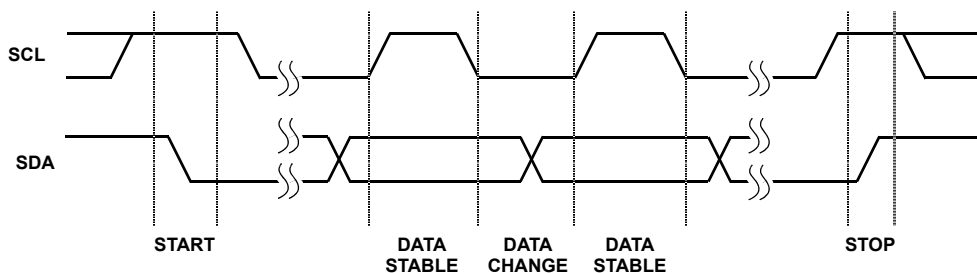 SCL
SDA
START
DATA
STABLE
DATA
CHANGE
DATA
STABLE
STOP